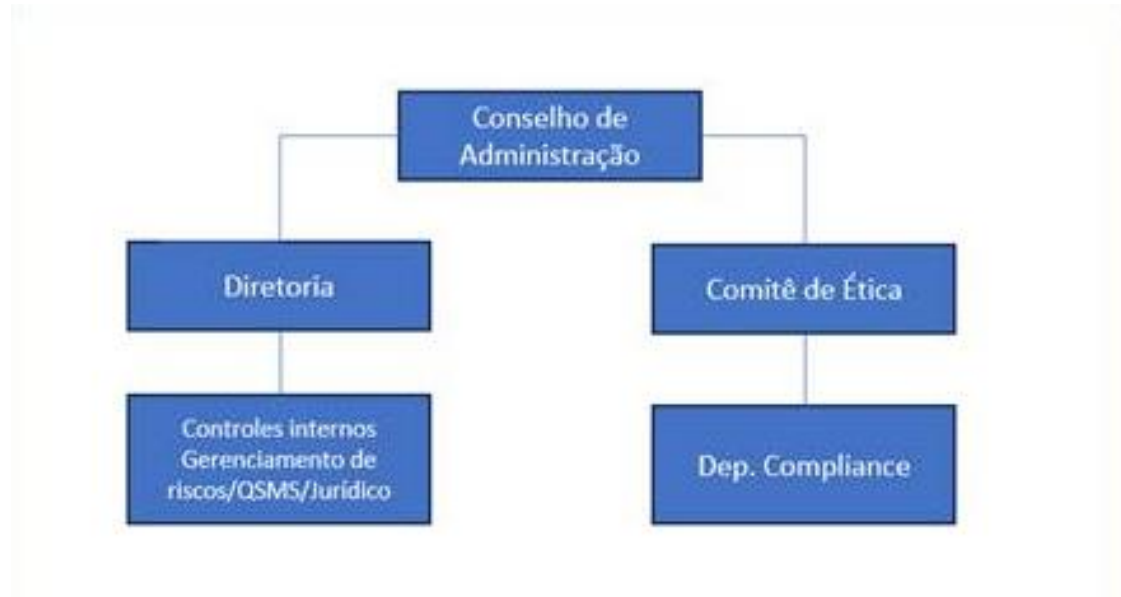 Conselho de
Administração
Diretoria
Comitê de Ética
Controles internos
Gerenciamento de
riscos/QSMS/Jurídico
Dep. Compliance